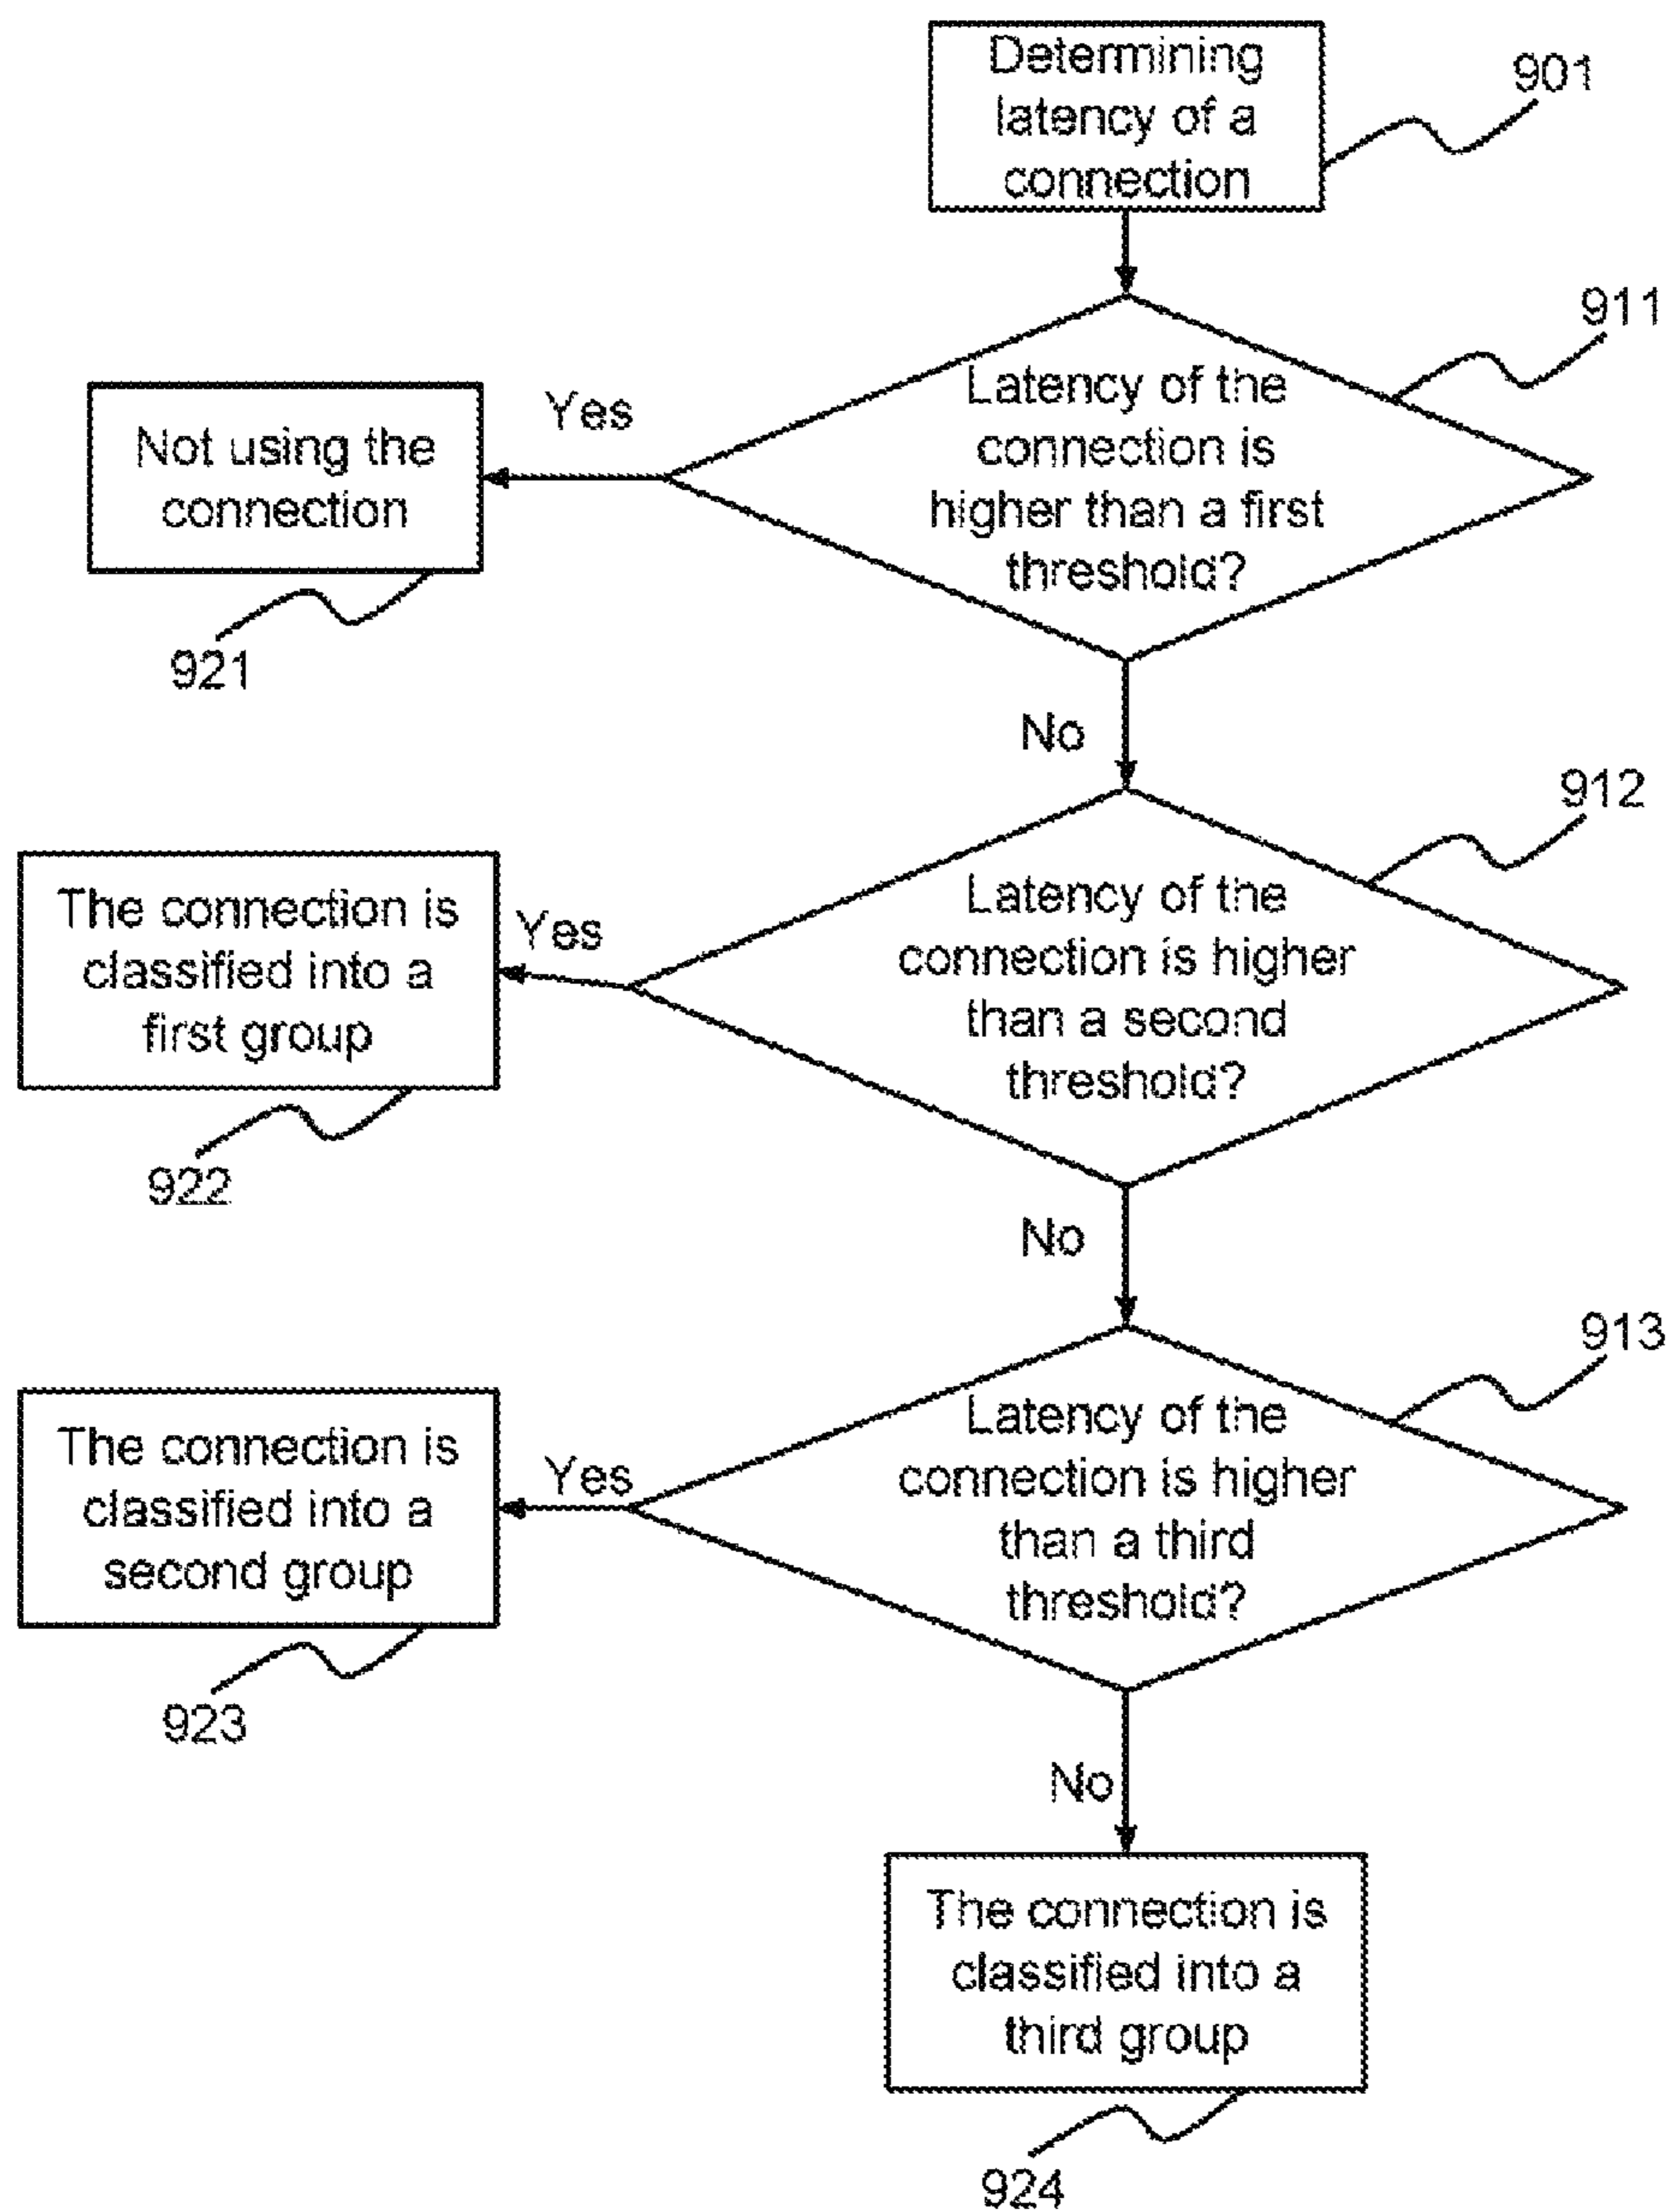 Determining
latency of a
connection
901
911
Latency of the
connection is
higher than a first
threshold?
Yes
Not using the
connection
921
No
912
Latency of the
connection is higher
than a second
threshold?
Yes
The connection is
classified into a
first group
922
No
913
Latency of the
connection is higher
than a third
threshold?
Yes
The connection is
classified into a
second group
923
No
The connection is
classified into a
third group
924